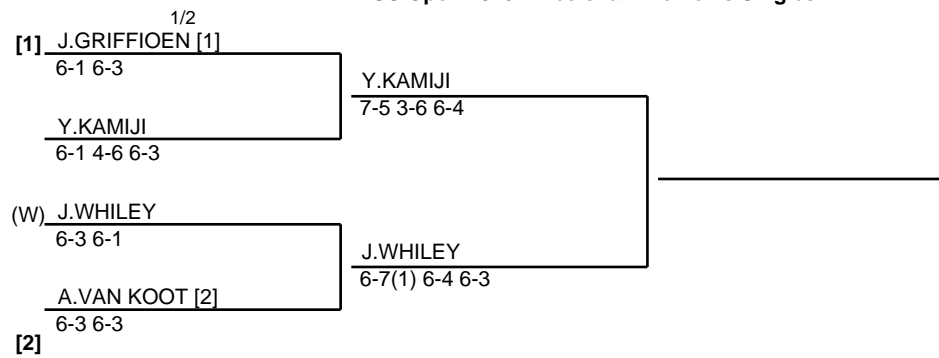 1/2
[1] J.GRIFFIOEN [1]
6-1 6-3
Y.KAMIJI
7-5 3-6 6-4
Y.KAMIJI
6-1 4-6 6-3
(W) J.WHILEY
6-3 6-1
J.WHILEY
6-7(1) 6-4 6-3
A.VAN KOOT [2]
6-3 6-3
[2]